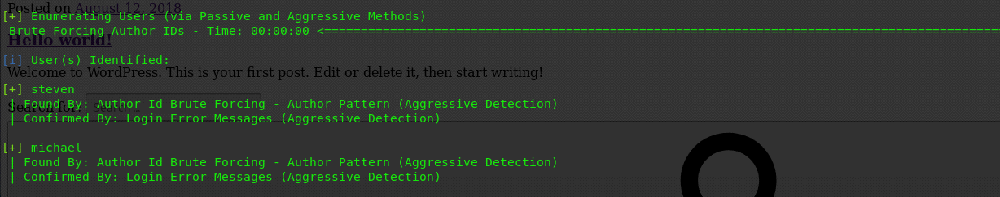 Posted on August 12, 2018
[+] Enumerating Users (via Passive and Aggressive Methods)
 Brute Forcing Author IDs - Time: 00:00:00 <=============================================================================================
Hello world!
[i] User(s) Identified:
Welcome to WordPress. This is your first post. Edit or delete it, then start writing!
[+] steven
 | Found By: Author Id Brute Forcing - Author Pattern (Aggressive Detection)
Search for: Search…
 | Confirmed By: Login Error Messages (Aggressive Detection)
[+] michael
 | Found By: Author Id Brute Forcing - Author Pattern (Aggressive Detection)
 | Confirmed By: Login Error Messages (Aggressive Detection)